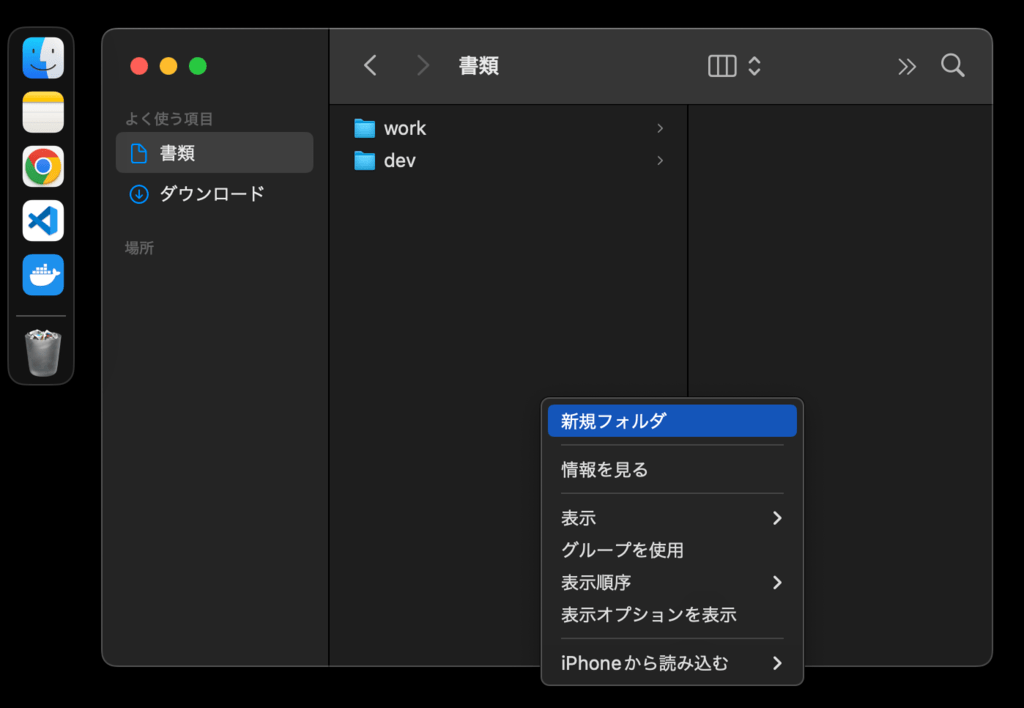 書類
よく使う項目
書類
ダウンロード
場所
work
dev
新規フォルダ
情報を見る
表示
グループを使用
表示順序
表示オプションを表示
iPhoneから読み込む